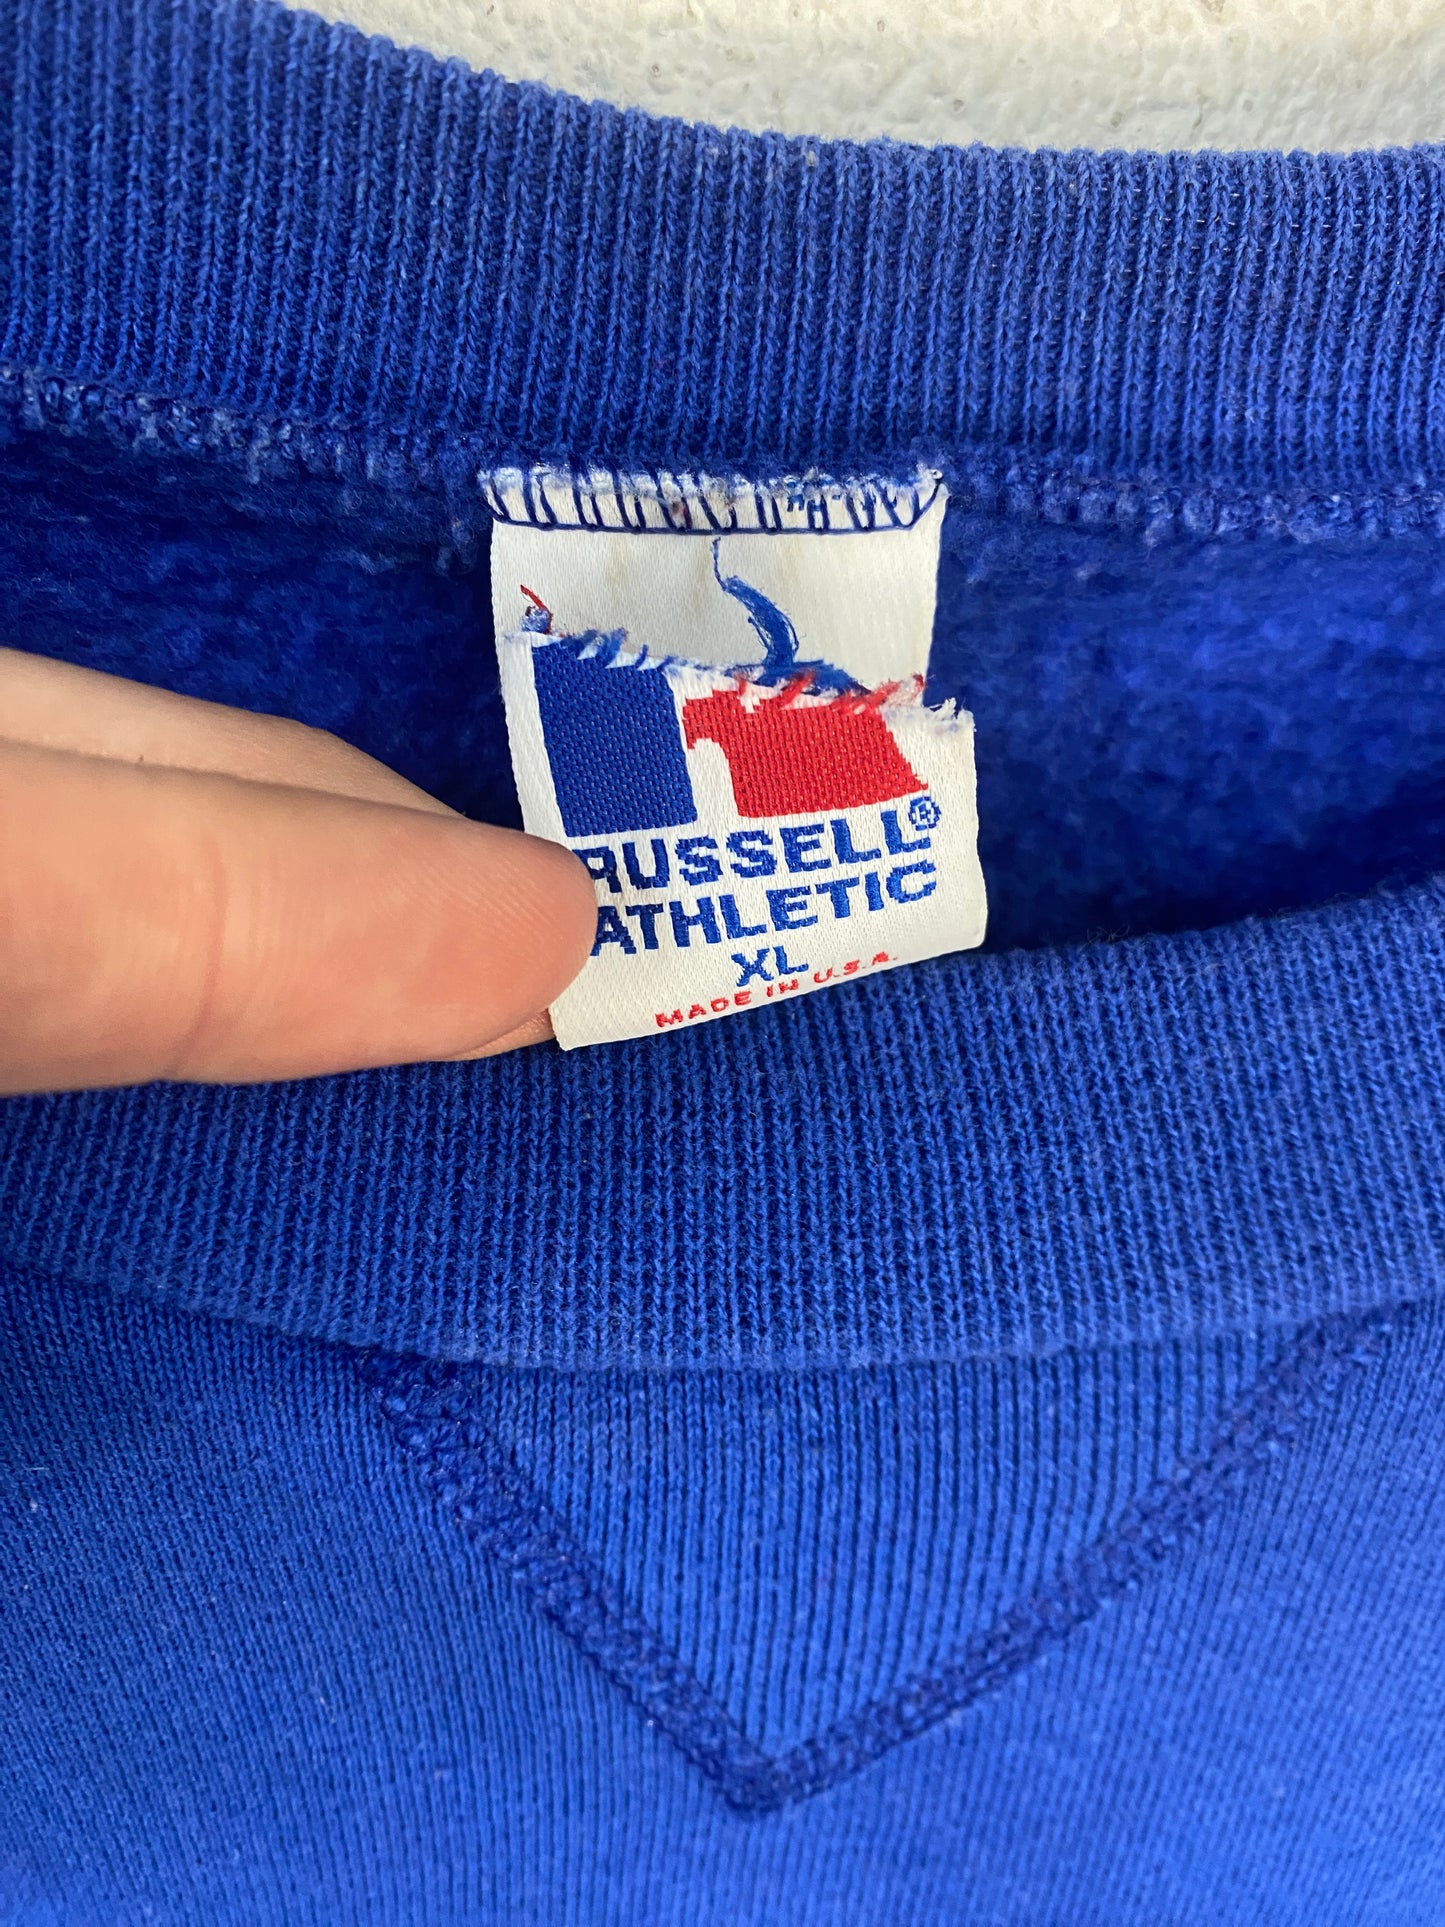 RUSSELL®
ATHLETIC
XL
MADE IN U.S.A.